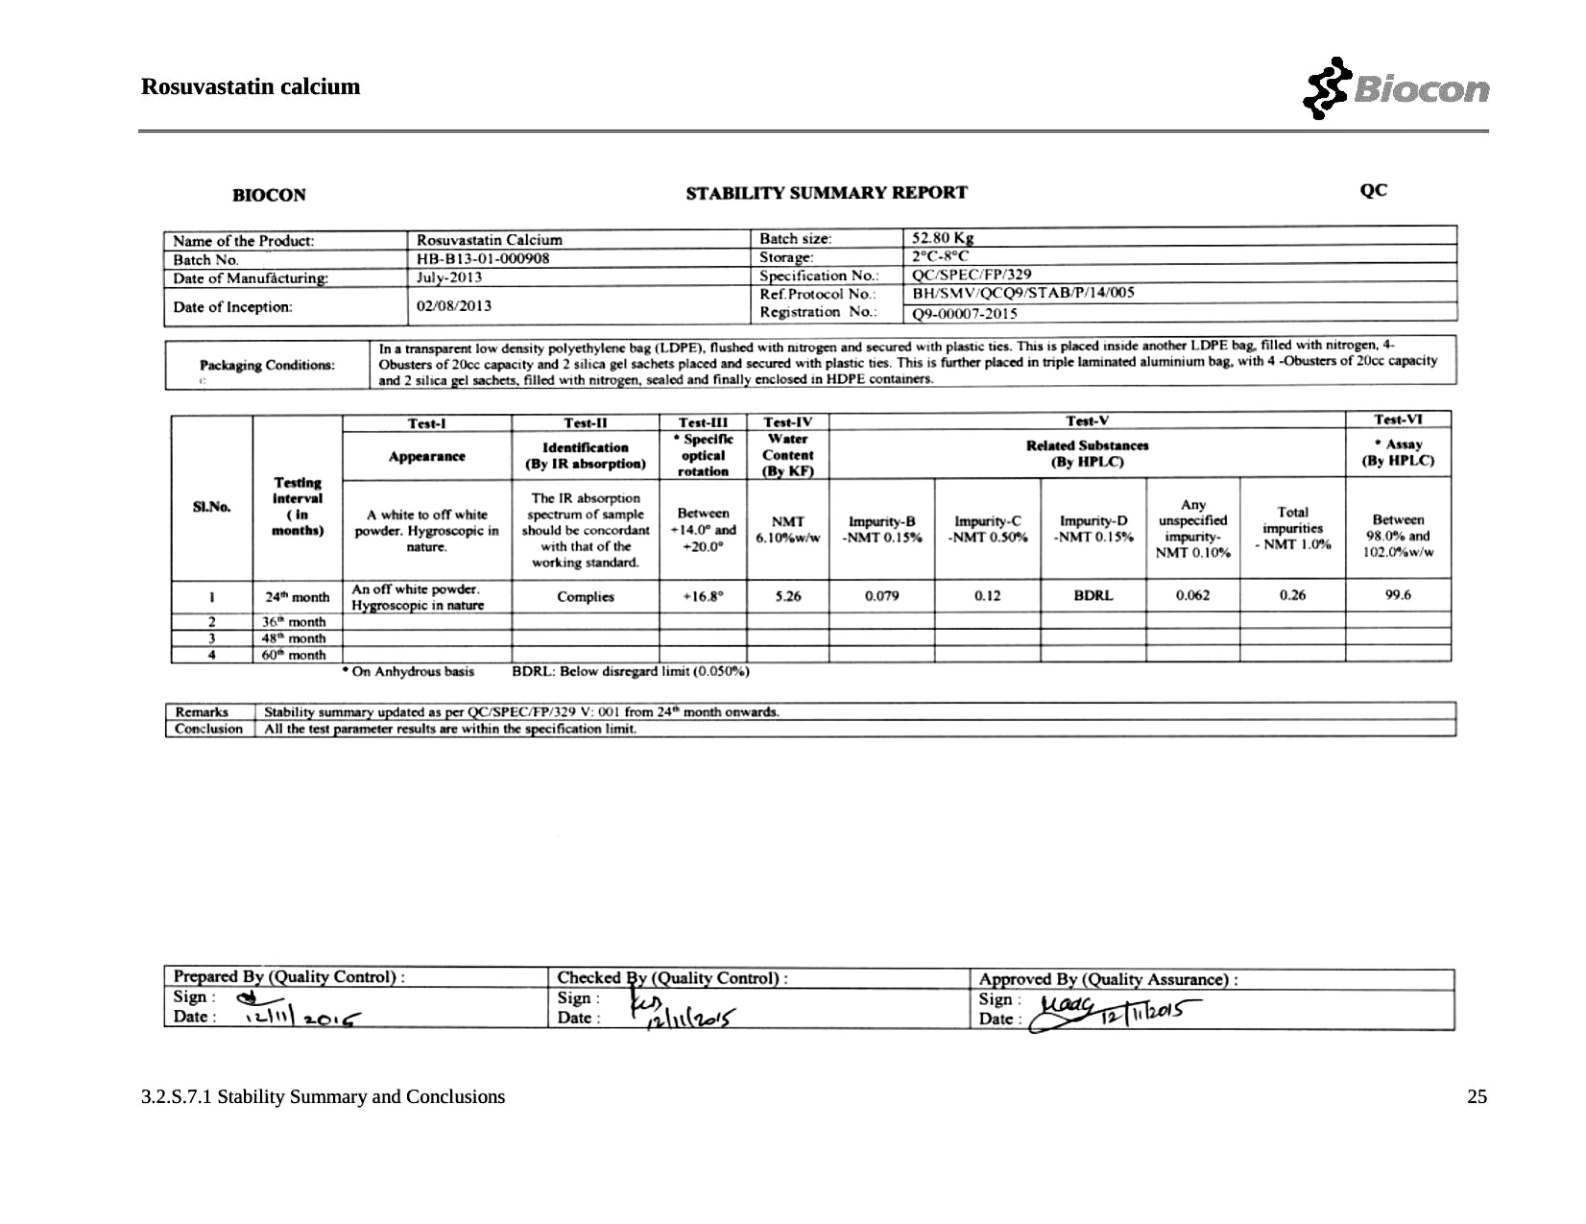 Rosuvastatin calcium
Biocon
BIOCON
STABILITY SUMMARY REPORT
QC
Name of the Product: Rosuvastatin Calcium Batch size: 52.80 Kg
Batch No. HB-B13-01-000908 Storage: 2°C-8°C
Date of Manufacturing: July-2013 Specification No.: QC/SPEC/FP/329
Date of Inception: 02/08/2013 Ref.Protocol No.: BH/SMV/QCQ9/STAB/P/14/005
Registration No.: Q9-00007-2015
Packaging Conditions:
In a transparent low density polyethylene bag (LDPE), flushed with nitrogen and secured with plastic ties. This is placed inside another LDPE bag, filled with nitrogen, 4-
Obusters of 20cc capacity and 2 silica gel sachets placed and secured with plastic ties. This is further placed in triple laminated aluminium bag, with 4 -Obusters of 20cc capacity
and 2 silica gel sachets, filled with nitrogen, sealed and finally enclosed in HDPE containers.
Sl.No.
Testing
interval
( in
months)
Test-I Test-II Test-III Test-IV Test-V Test-VI
Appearance
Identification
(By IR absorption)
* Specific
optical
rotation
Water
Content
(By KF)
Related Substances
(By HPLC)
* Assay
(By HPLC)
A white to off white
powder. Hygroscopic in
nature.
The IR absorption
spectrum of sample
should be concordant
with that of the
working standard.
Between
+14.0° and
+20.0°
NMT
6.10%w/w
Impurity-B
-NMT 0.15%
Impurity-C
-NMT 0.50%
Impurity-D
-NMT 0.15%
Any
unspecified
impurity-
NMT 0.10%
Total
impurities
- NMT 1.0%
Between
98.0% and
102.0%w/w
1 24th month An off white powder.
Hygroscopic in nature
Complies +16.8° 5.26 0.079 0.12 BDRL 0.062 0.26 99.6
2 36th month
3 48th month
4 60th month
* On Anhydrous basis BDRL: Below disregard limit (0.050%)
Remarks Stability summary updated as per QC/SPEC/FP/329 V: 001 from 24th month onwards.
Conclusion All the test parameter results are within the specification limit.
Prepared By (Quality Control) : Checked By (Quality Control) : Approved By (Quality Assurance) :
Sign : Sign : Sign :
Date : 12/11/2015 Date : 12/11/2015 Date : 12/11/2015
3.2.S.7.1 Stability Summary and Conclusions 25